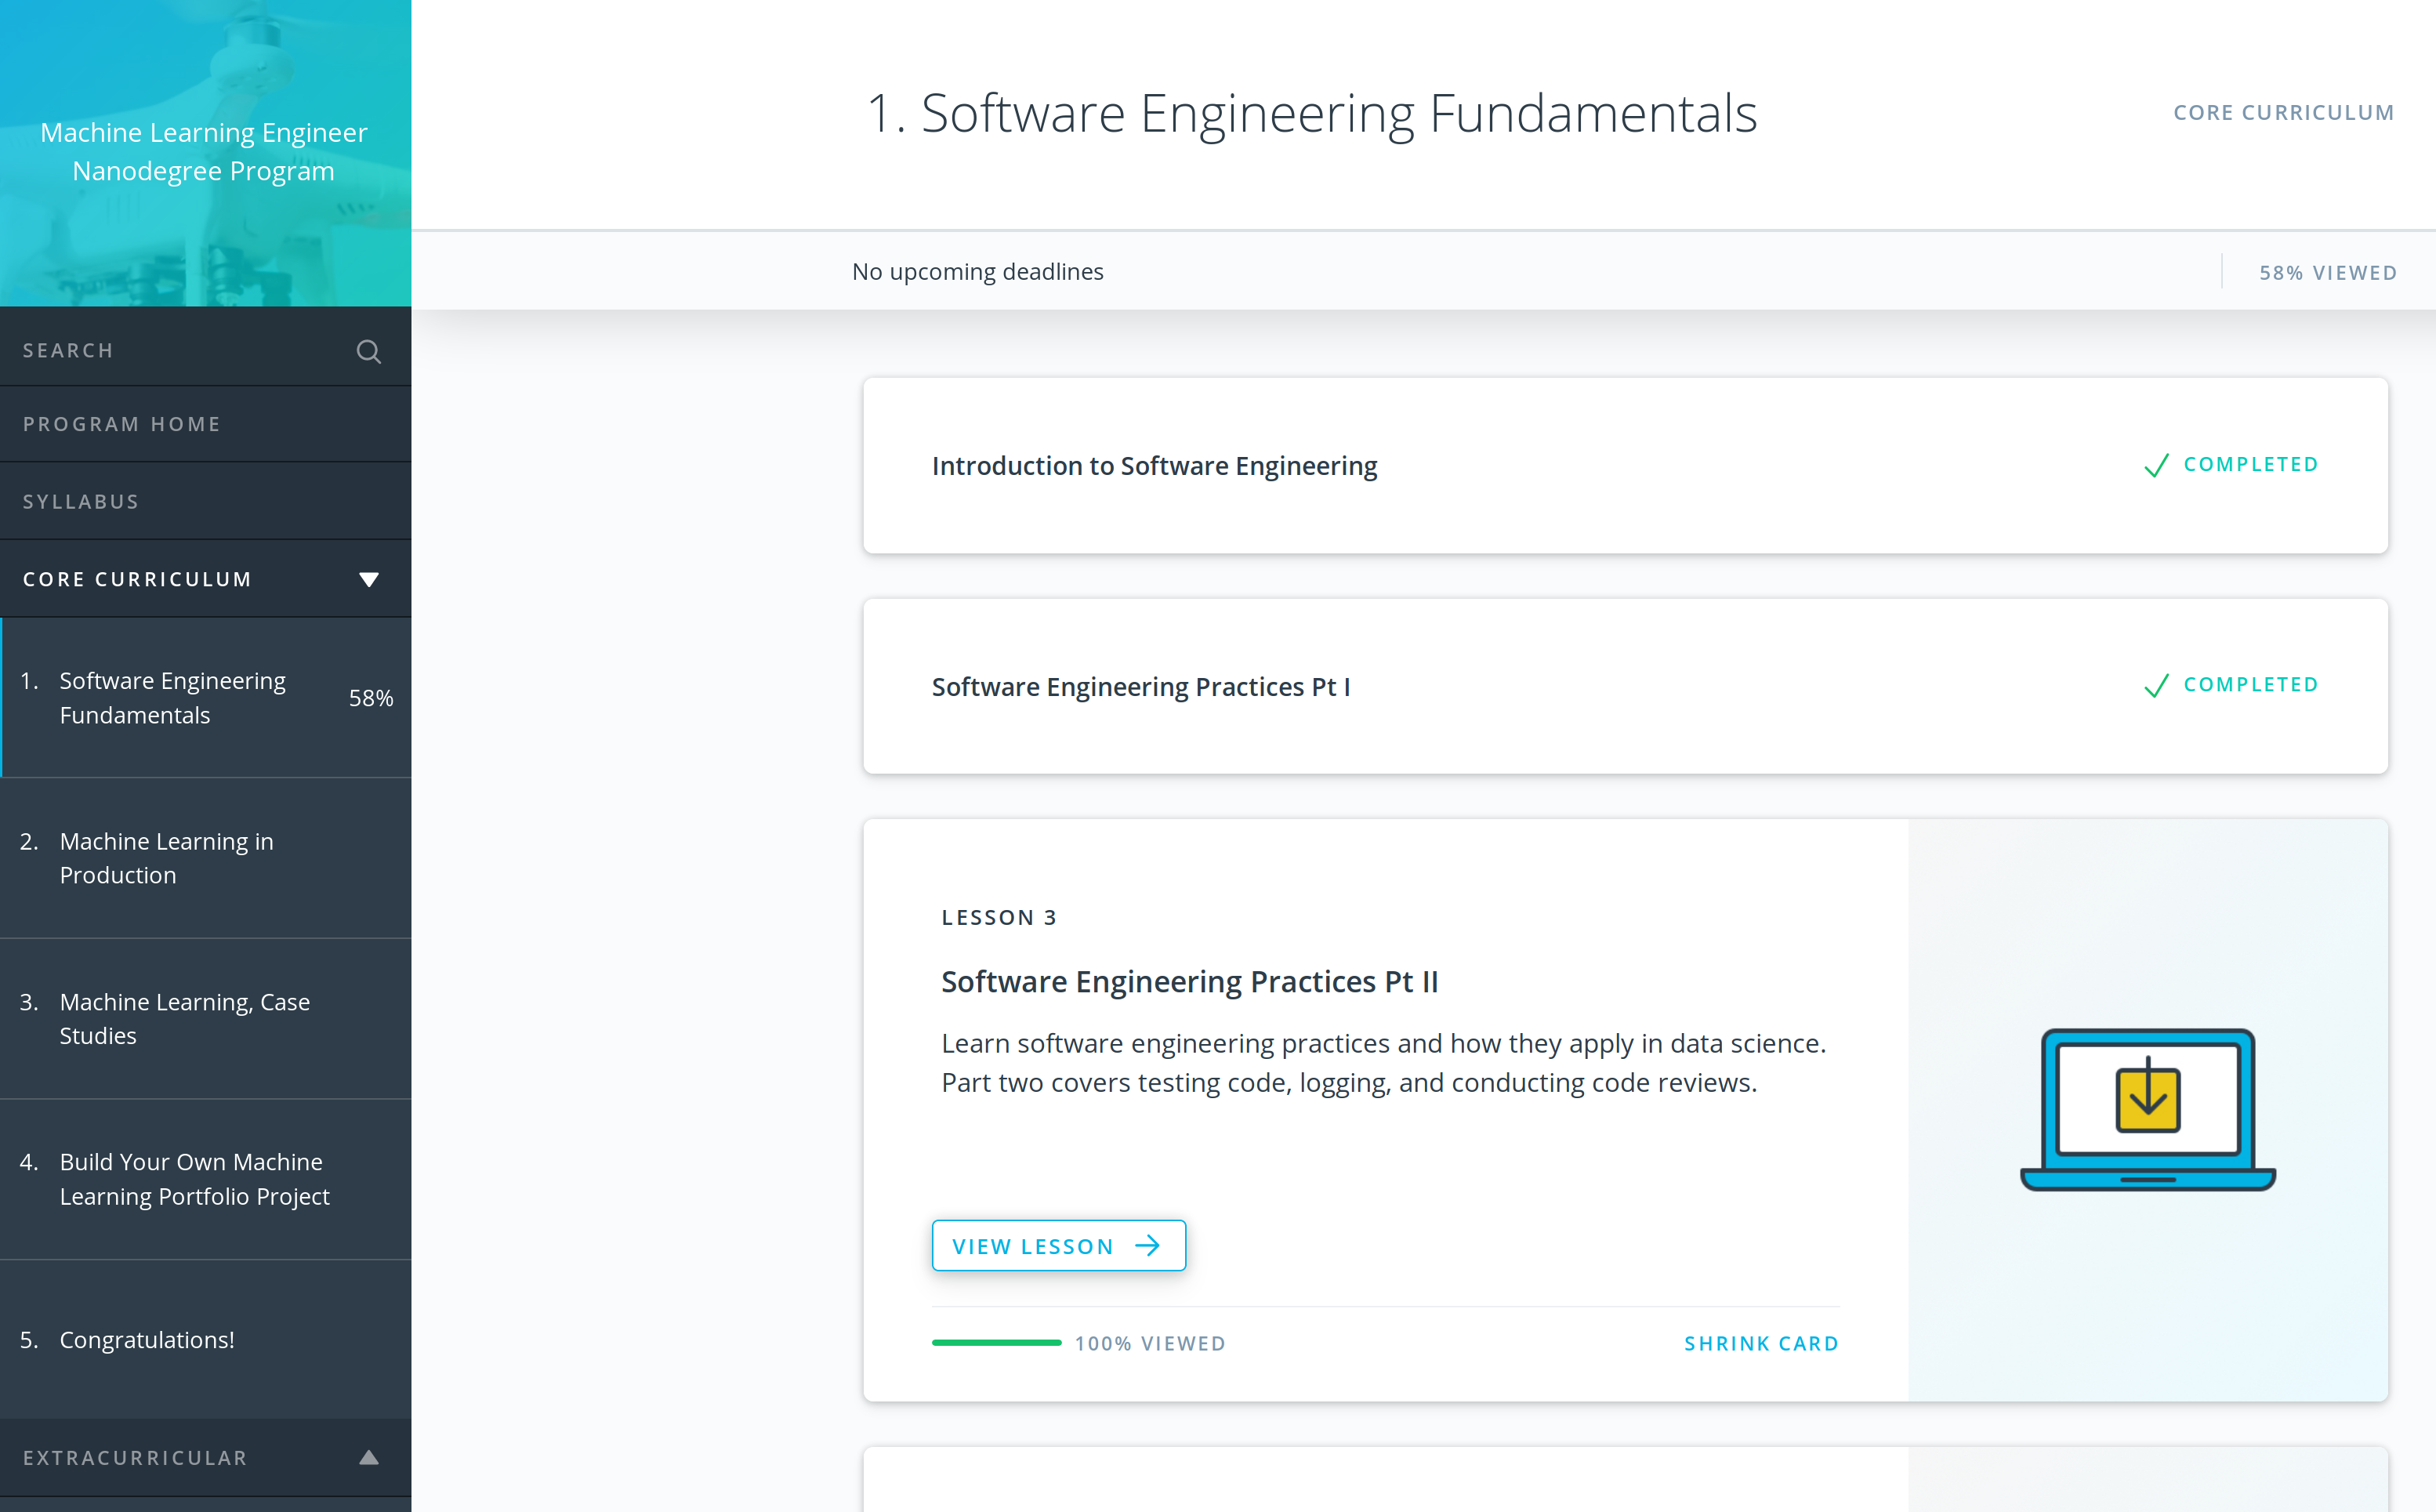 Machine Learning Engineer
Nanodegree Program
SEARCH
PROGRAM HOME
SYLLABUS
CORE CURRICULUM
1. Software Engineering
Fundamentals
58%
2. Machine Learning in
Production
3. Machine Learning, Case
Studies
4. Build Your Own Machine
Learning Portfolio Project
5. Congratulations!
EXTRACURRICULAR
1. Software Engineering Fundamentals
CORE CURRICULUM
No upcoming deadlines
58% VIEWED
Introduction to Software Engineering
COMPLETED
Software Engineering Practices Pt I
COMPLETED
LESSON 3
Software Engineering Practices Pt II
Learn software engineering practices and how they apply in data science.
Part two covers testing code, logging, and conducting code reviews.
VIEW LESSON
100% VIEWED
SHRINK CARD